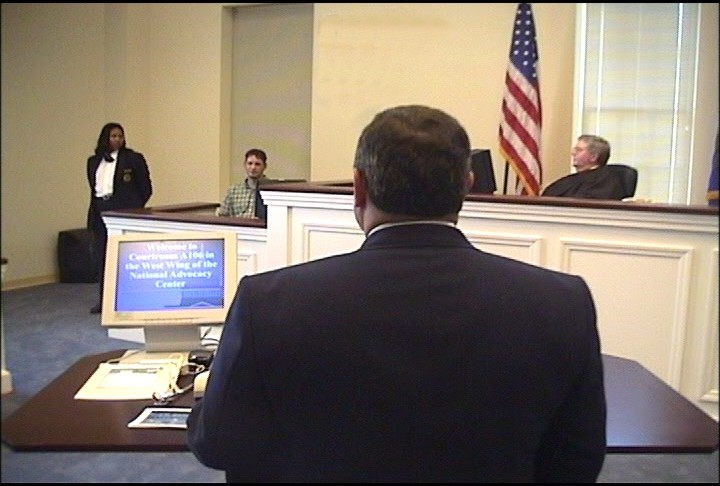 Welcome to
Courtroom A106 in
the West Wing of the
National Advocacy
Center